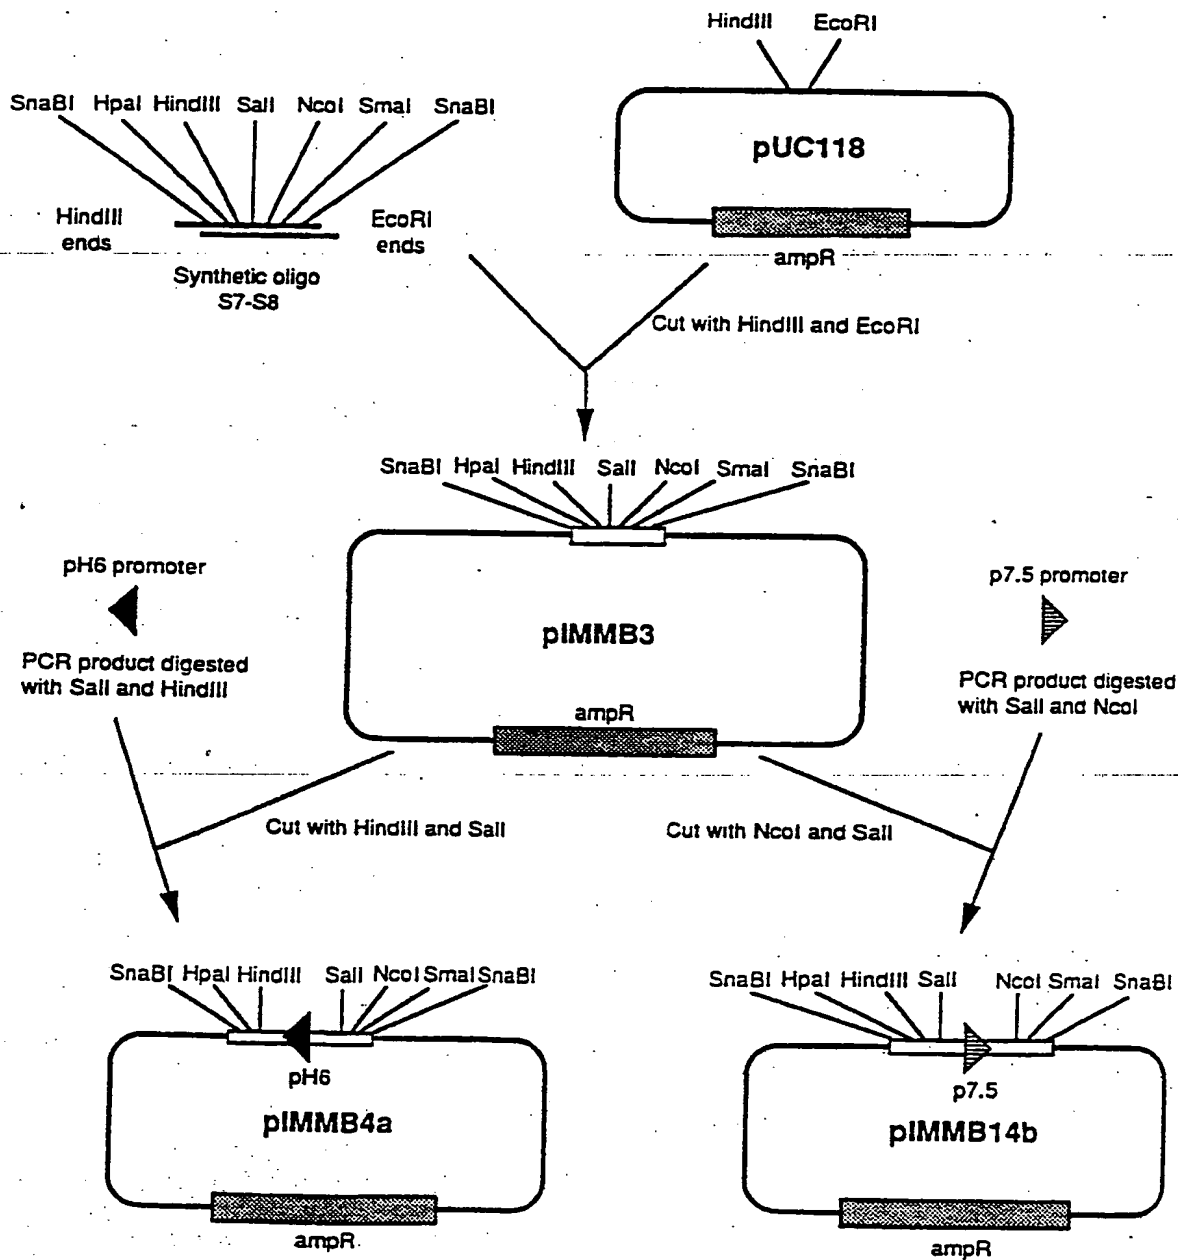 HindIII EcoRI
SnaBI HpaI HindIII SalI NcoI SmaI SnaBI
pUC118
HindIII
ends
EcoRI
ends
ampR
Synthetic oligo
S7-S8
Cut with HindIII and EcoRI
SnaBI HpaI HindIII SalI NcoI SmaI SnaBI
pH6 promoter
p7.5 promoter
pIMMB3
PCR product digested
with SalI and HindIII
PCR product digested
with SalI and NcoI
ampR
Cut with HindIII and SalI
Cut with NcoI and SalI
SnaBI HpaI HindIII SalI NcoI SmaI SnaBI
SnaBI HpaI HindIII SalI NcoI SmaI SnaBI
pH6
p7.5
pIMMB4a
pIMMB14b
ampR
ampR